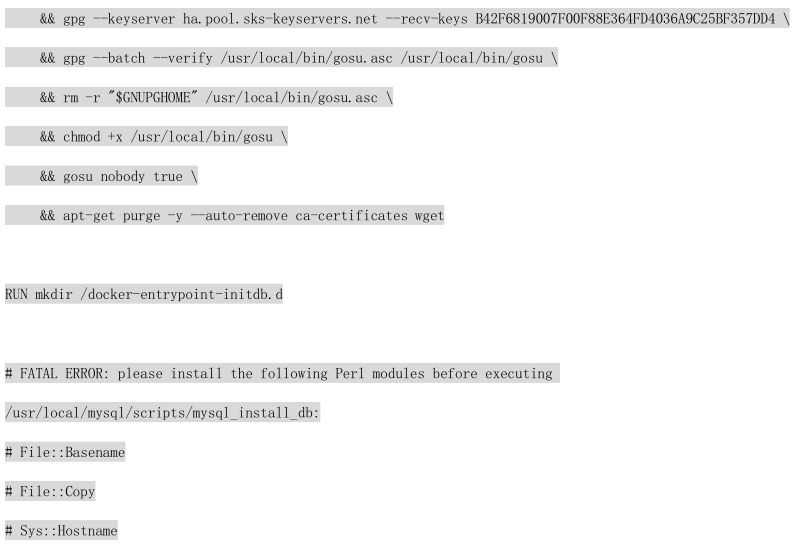 && gpg --keyserver ha.pool.sks-keyservers.net --recv-keys B42F6819007F00F88E364FD4036A9C25BF357DD4 \
&& gpg --batch --verify /usr/local/bin/gosu.asc /usr/local/bin/gosu \
&& rm -r "$GNUPGHOME" /usr/local/bin/gosu.asc \
&& chmod +x /usr/local/bin/gosu \
&& gosu nobody true \
&& apt-get purge -y --auto-remove ca-certificates wget
RUN mkdir /docker-entrypoint-initdb.d
# FATAL ERROR: please install the following Perl modules before executing
/usr/local/mysql/scripts/mysql_install_db:
# File::Basename
# File::Copy
# Sys::Hostname